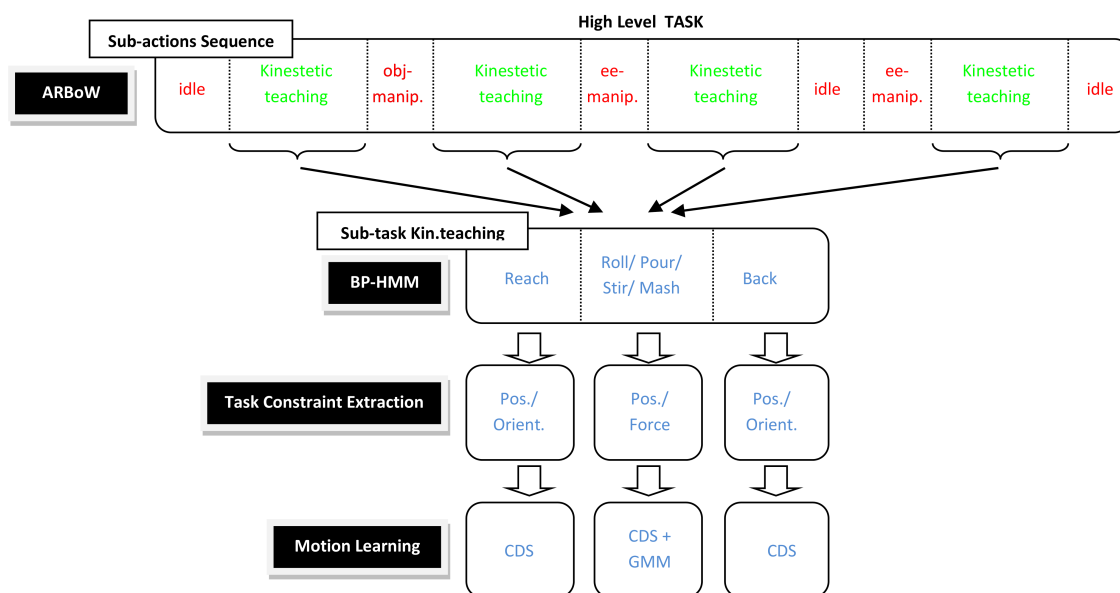 High Level TASK
Sub-actions Sequence
ARBoW
idle
Kinestetic
teaching
obj-
manip.
Kinestetic
teaching
ee-
manip.
Kinestetic
teaching
idle
ee-
manip.
Kinestetic
teaching
idle
Sub-task Kin.teaching
BP-HMM
Reach
Roll/ Pour/
Stir/ Mash
Back
Task Constraint Extraction
Pos./
Orient.
Pos./
Force
Pos./
Orient.
Motion Learning
CDS
CDS +
GMM
CDS